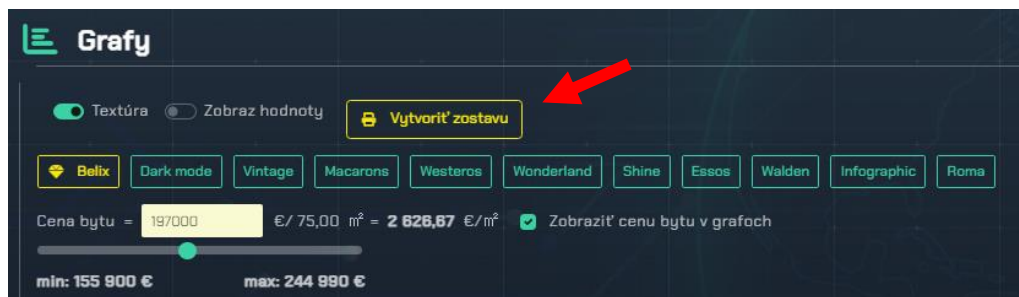 Grafy
Textúra Zobraz hodnoty Vytvoriť zostavu
Belix Dark mode Vintage Macarons Westeros Wonderland Shine Essos Walden Infographic Roma
Cena bytu = 197000 €/ 75,00 m² = 2 626,67 €/m² Zobraziť cenu bytu v grafoch
min: 155 900 € max: 244 990 €